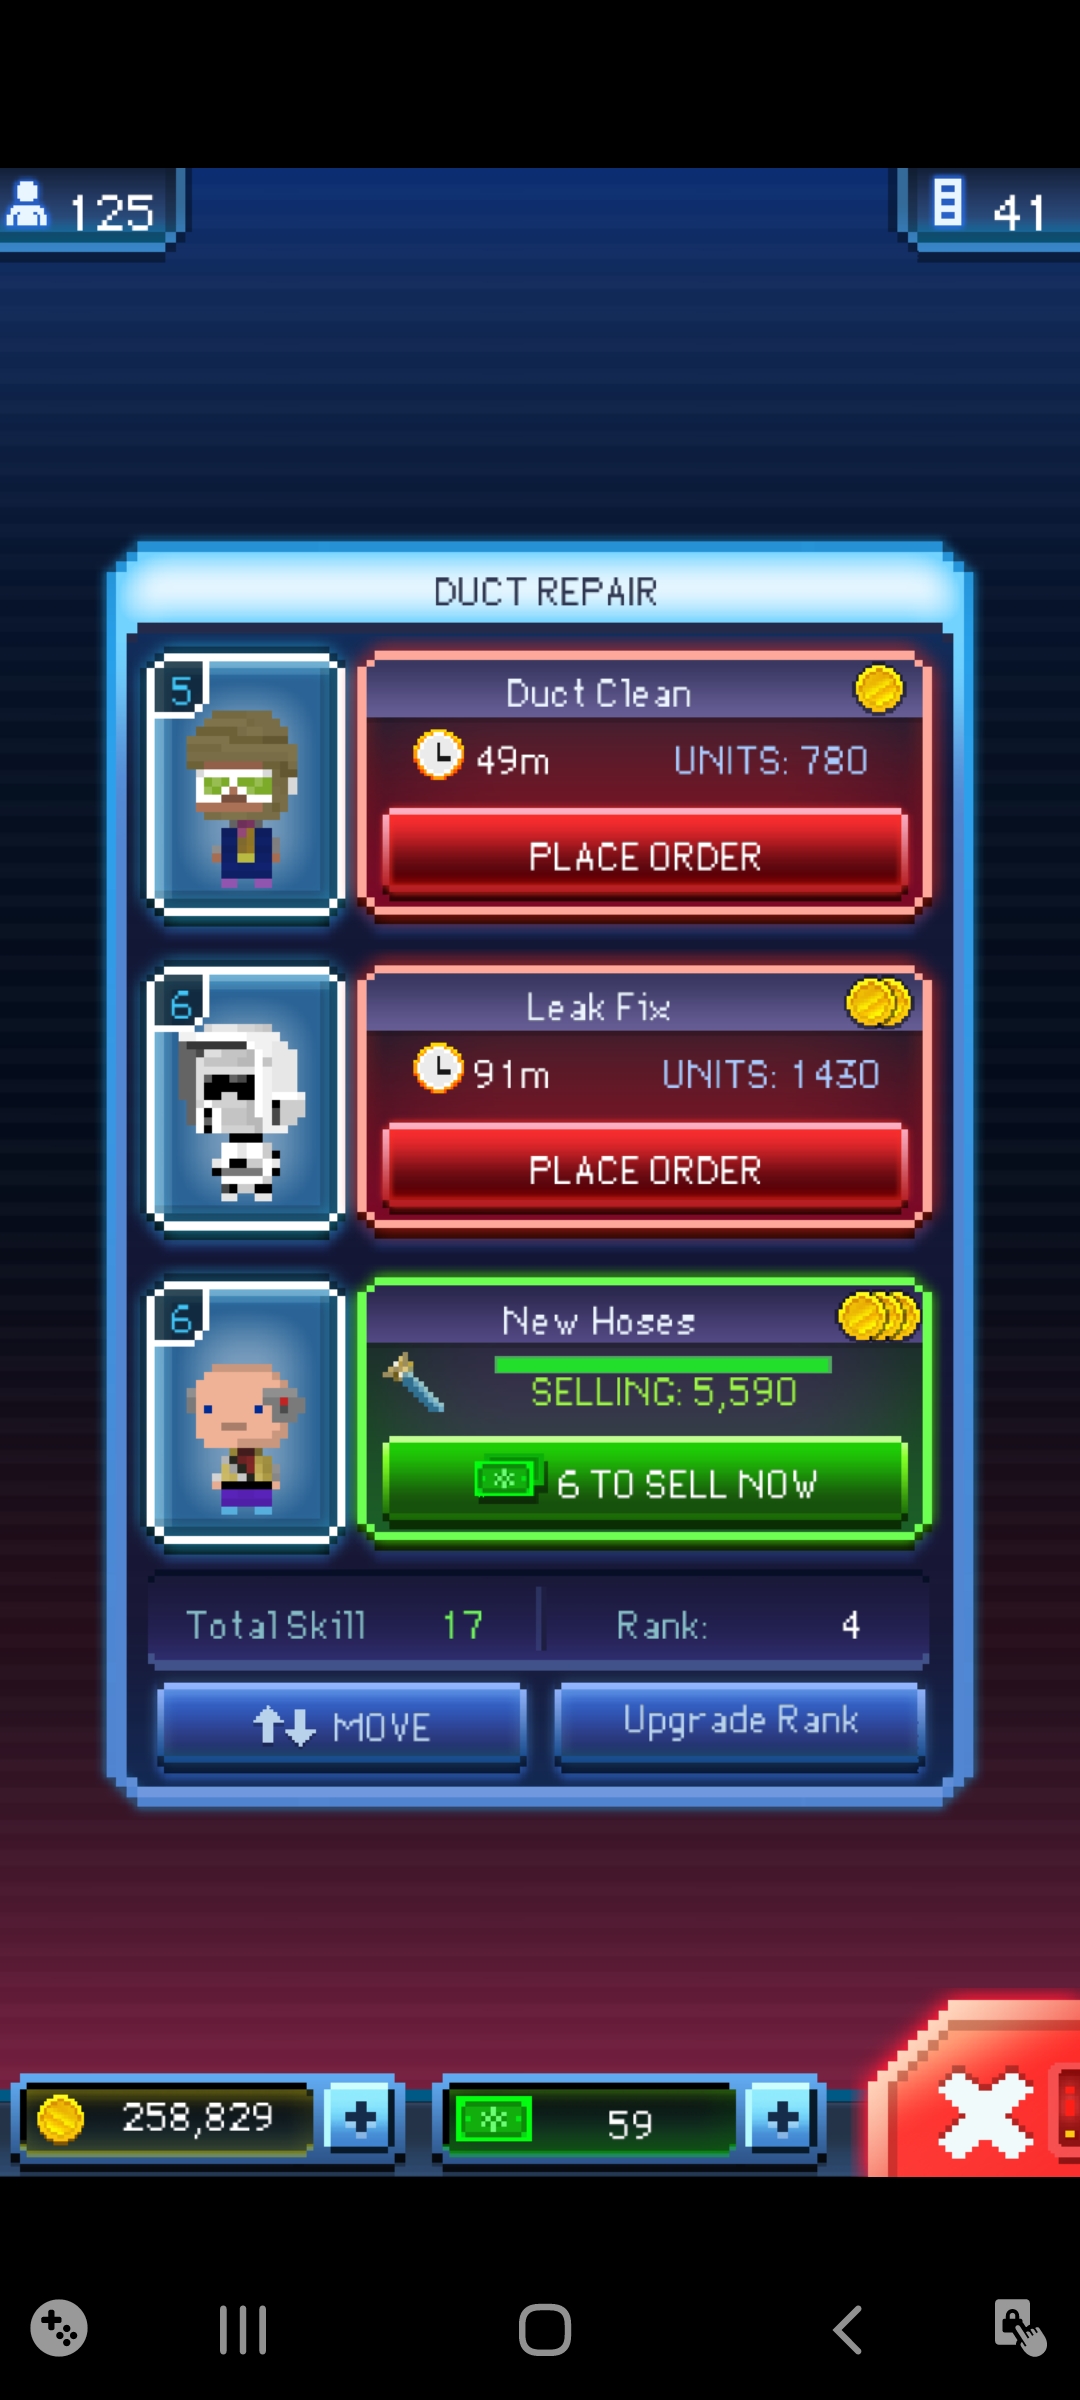 125
41
DUCT REPAIR
5
Duct Clean
49m UNITS: 780
PLACE ORDER
6
Leak Fix
91m UNITS: 1430
PLACE ORDER
6
New Hoses
SELLING: 5,590
6 TO SELL NOW
Total Skill 17 Rank: 4
MOVE Upgrade Rank
258,829 59